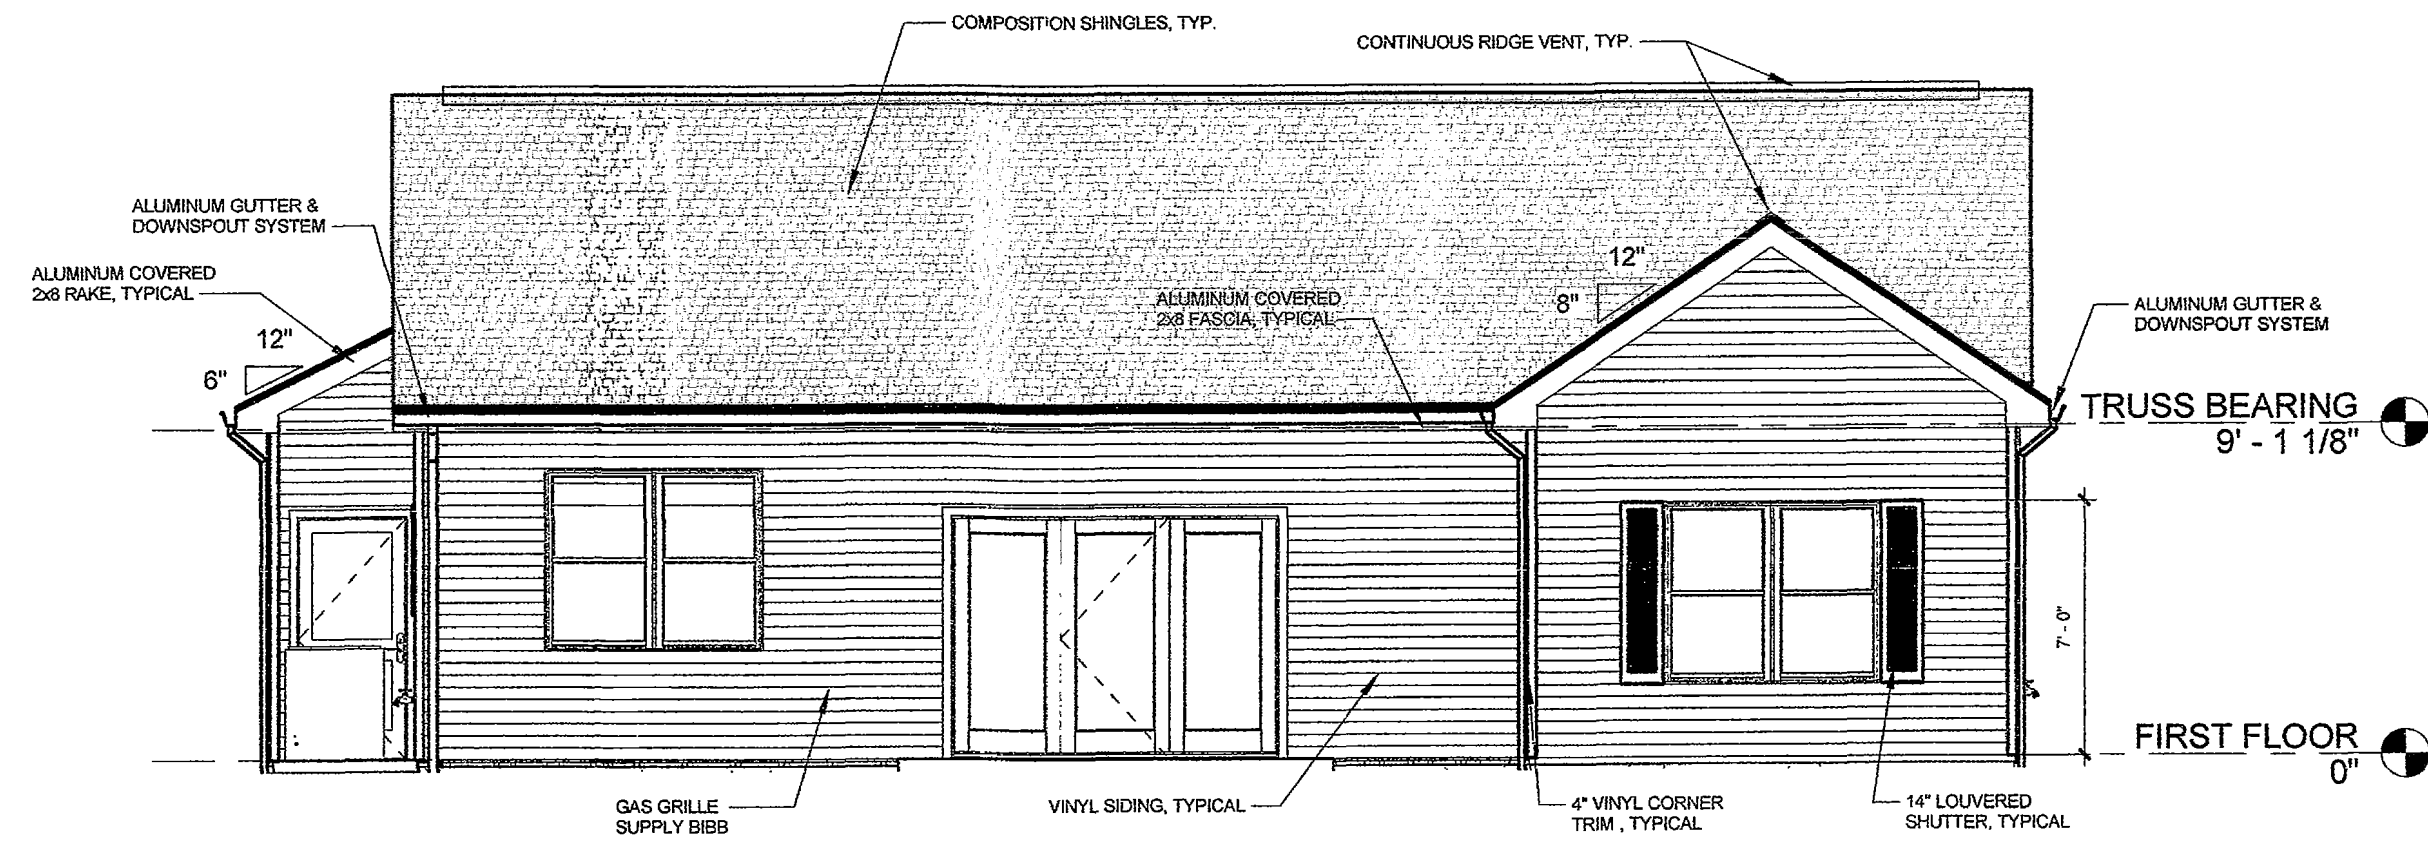 COMPOSITION SHINGLES, TYP.
CONTINUOUS RIDGE VENT, TYP.
ALUMINUM GUTTER &
DOWNSPOUT SYSTEM
ALUMINUM COVERED
2x8 RAKE, TYPICAL
12"
6"
ALUMINUM COVERED
2x8 FASCIA, TYPICAL
12"
8"
ALUMINUM GUTTER &
DOWNSPOUT SYSTEM
TRUSS BEARING
9' - 1 1/8"
7' - 0"
FIRST FLOOR
0"
GAS GRILLE
SUPPLY BIBB
VINYL SIDING, TYPICAL
4" VINYL CORNER
TRIM , TYPICAL
14" LOUVERED
SHUTTER, TYPICAL